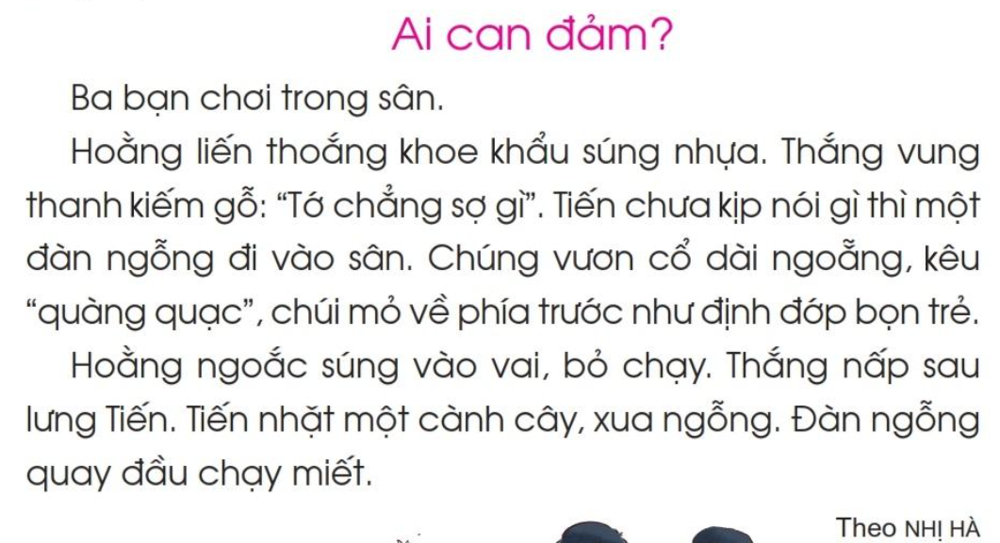 Ai can đảm?
Ba bạn chơi trong sân.
Hoằng liến thoắng khoe khẩu súng nhựa. Thắng vung
thanh kiếm gỗ: “Tớ chẳng sợ gì”. Tiến chưa kịp nói gì thì một
đàn ngỗng đi vào sân. Chúng vươn cổ dài ngoẵng, kêu
“quàng quạc”, chúi mỏ về phía trước như định đớp bọn trẻ.
Hoằng ngoắc súng vào vai, bỏ chạy. Thắng nấp sau
lưng Tiến. Tiến nhặt một cành cây, xua ngỗng. Đàn ngỗng
quay đầu chạy miết.
Theo NHỊ HÀ